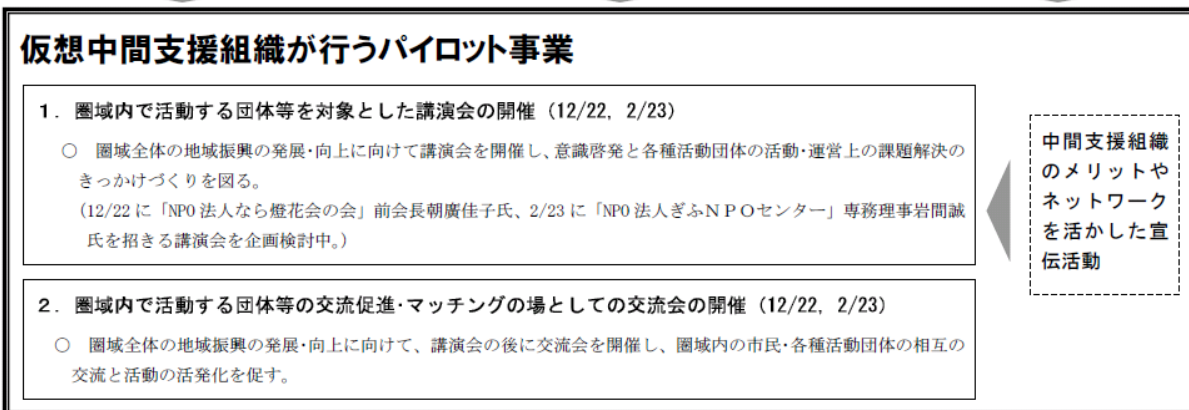 仮想中間支援組織が行うパイロット事業
1．圏域内で活動する団体等を対象とした講演会の開催（12/22，2/23）
○　圏域全体の地域振興の発展・向上に向けて講演会を開催し、意識啓発と各種活動団体の活動・運営上の課題解決の
きっかけづくりを図る。
（12/22 に「NPO 法人なら燈花会の会」前会長朝廣佳子氏、2/23 に「NPO 法人ぎふＮＰＯセンター」専務理事岩間誠
氏を招きる講演会を企画検討中。）
2．圏域内で活動する団体等の交流促進・マッチングの場としての交流会の開催（12/22，2/23）
○　圏域全体の地域振興の発展・向上に向けて、講演会の後に交流会を開催し、圏域内の市民・各種活動団体の相互の
交流と活動の活発化を促す。
中間支援組織
のメリットや
ネットワーク
を活かした宣
伝活動